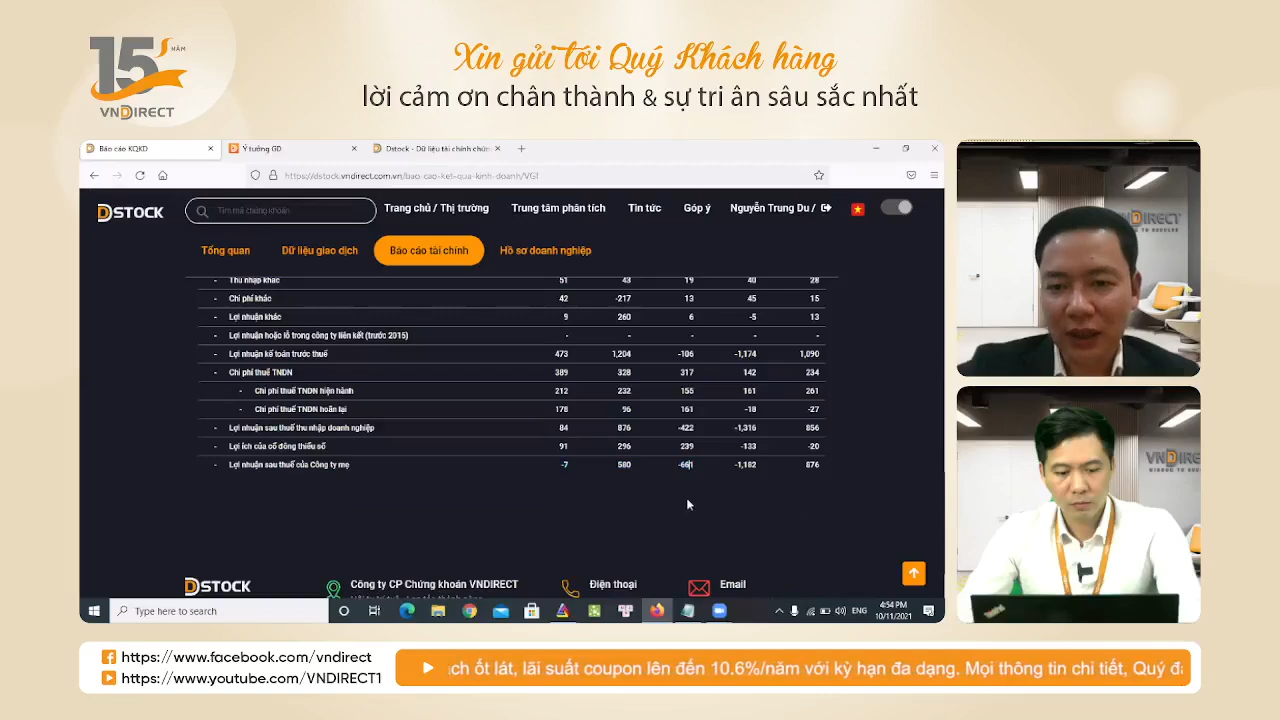 15 NĂM
VNDIRECT
Xin gửi tới Quý Khách hàng
lời cảm ơn chân thành & sự tri ân sâu sắc nhất
Báo cáo KQKD
Ý tưởng GD
Dstock - Dữ liệu tài chính chứn
https://dstock.vndirect.com.vn/bao-cao-ket-qua-kinh-doanh/VGT
DSTOCK
Tìm mã chứng khoán
Trang chủ / Thị trường
Trung tâm phân tích
Tin tức
Góp ý
Nguyễn Trung Du /
Tổng quan
Dữ liệu giao dịch
Báo cáo tài chính
Hồ sơ doanh nghiệp
- Thu nhập khác 51 43 19 40 28
- Chi phí khác 42 -217 13 45 15
- Lợi nhuận khác 9 260 6 -5 13
- Lợi nhuận hoặc lỗ trong công ty liên kết (trước 2015) - - - - -
- Lợi nhuận kế toán trước thuế 473 1,204 -106 -1,174 1,090
- Chi phí thuế TNDN 389 328 317 142 234
- Chi phí thuế TNDN hiện hành 212 232 155 161 261
- Chi phí thuế TNDN hoãn lại 178 96 161 -18 -27
- Lợi nhuận sau thuế thu nhập doanh nghiệp 84 876 -422 -1,316 856
- Lợi ích của cổ đông thiểu số 91 296 239 -133 -20
- Lợi nhuận sau thuế của Công ty mẹ -7 580 -661 -1,182 876
DSTOCK
Công ty CP Chứng khoán VNDIRECT
Điện thoại
Email
Type here to search
ENG
4:54 PM
10/11/2021
VNDIRECT
WISDOM TO
VNDIRECT
WISDOM TO
https://www.facebook.com/vndirect
https://www.youtube.com/VNDIRECT1
ach ốt lát, lãi suất coupon lên đến 10.6%/năm với kỳ hạn đa dạng. Mọi thông tin chi tiết, Quý